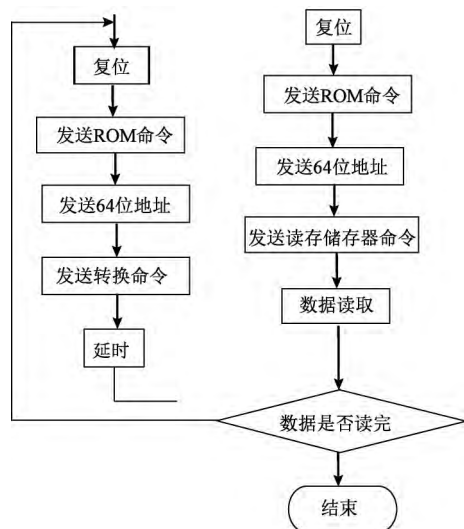 复位
发送ROM命令
发送64位地址
发送转换命令
延时
复位
发送ROM命令
发送64位地址
发送读存储存器命令
数据读取
数据是否读完
结束